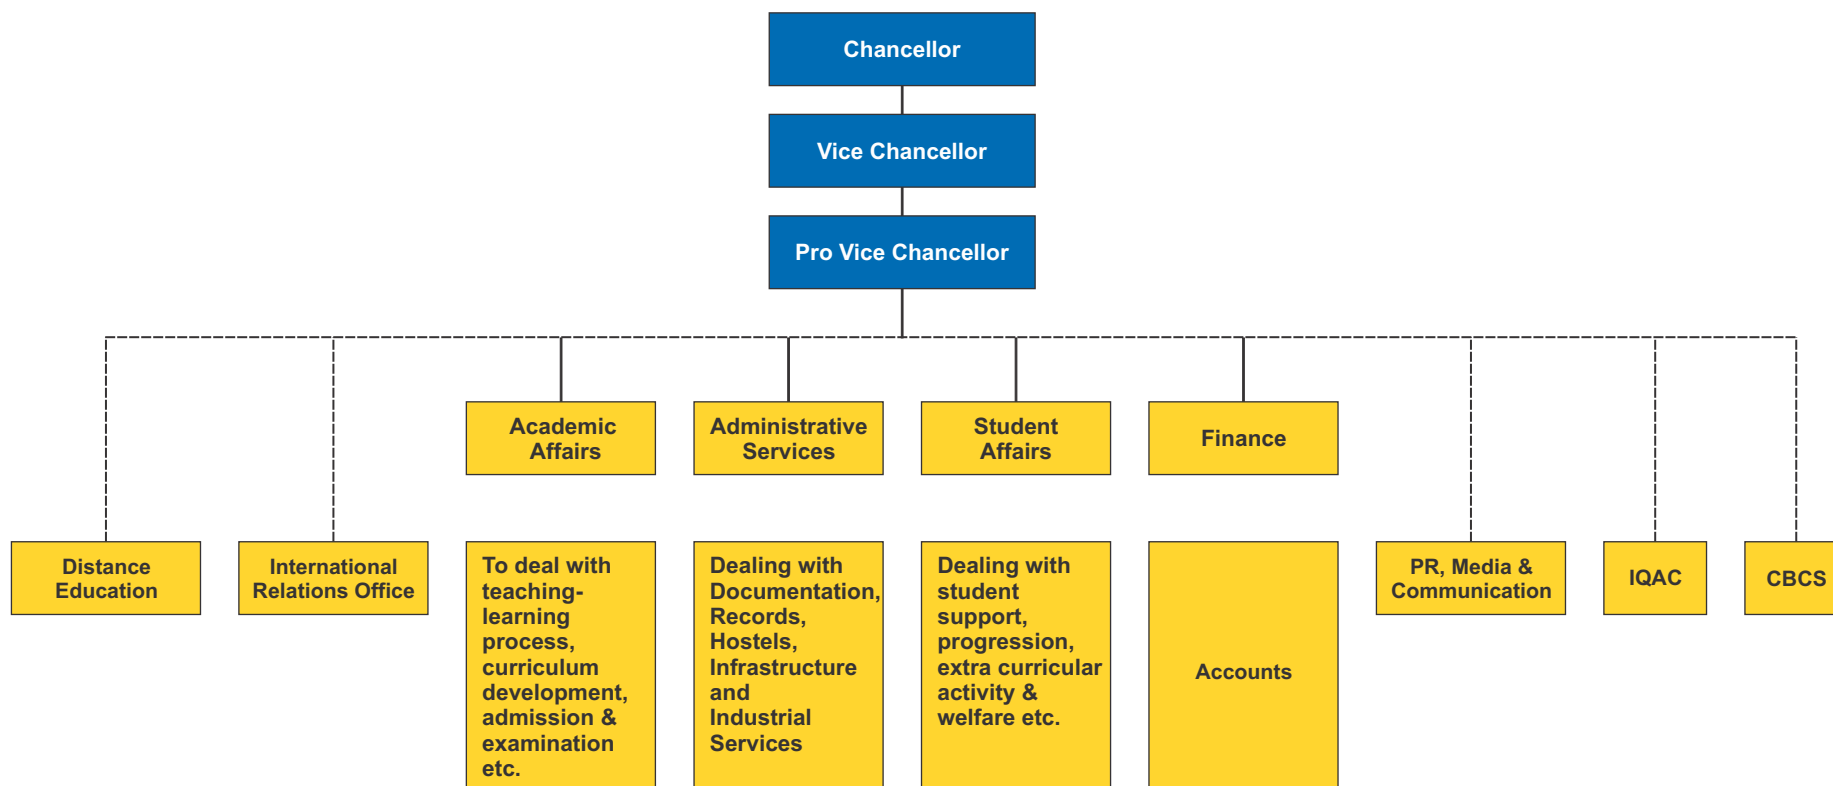 Chancellor
Vice Chancellor
Pro Vice Chancellor
Academic
Affairs
Administrative
Services
Student
Affairs
Finance
Distance
Education
International
Relations Office
To deal with
teaching-
learning
process,
curriculum
development,
admission &
examination
etc.
Dealing with
Documentation,
Records,
Hostels,
Infrastructure
and
Industrial
Services
Dealing with
student
support,
progression,
extra curricular
activity &
welfare etc.
Accounts
PR, Media &
Communication
IQAC
CBCS